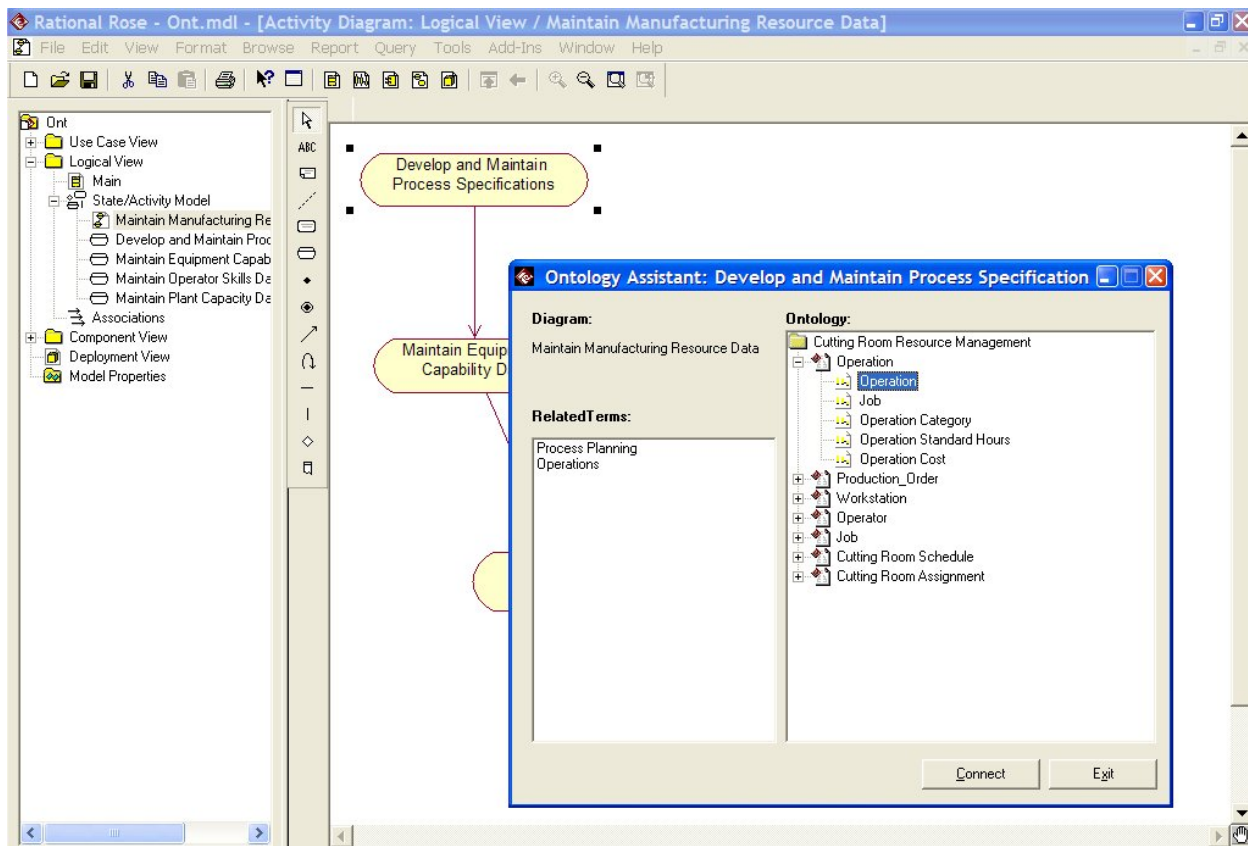 Rational Rose - Ont.mdl - [Activity Diagram: Logical View / Maintain Manufacturing Resource Data]
File Edit View Format Browse Report Query Tools Add-Ins Window Help
Ont
Use Case View
Logical View
Main
State/Activity Model
Maintain Manufacturing Re
Develop and Maintain Proc
Maintain Equipment Capab
Maintain Operator Skills Da
Maintain Plant Capacity Da
Associations
Component View
Deployment View
Model Properties
ABC
Develop and Maintain
Process Specifications
Maintain Equip
Capability D
Ontology Assistant: Develop and Maintain Process Specification
Diagram:
Maintain Manufacturing Resource Data
RelatedTerms:
Process Planning
Operations
Ontology:
Cutting Room Resource Management
Operation
Operation
Job
Operation Category
Operation Standard Hours
Operation Cost
Production_Order
Workstation
Operator
Job
Cutting Room Schedule
Cutting Room Assignment
Connect Exit